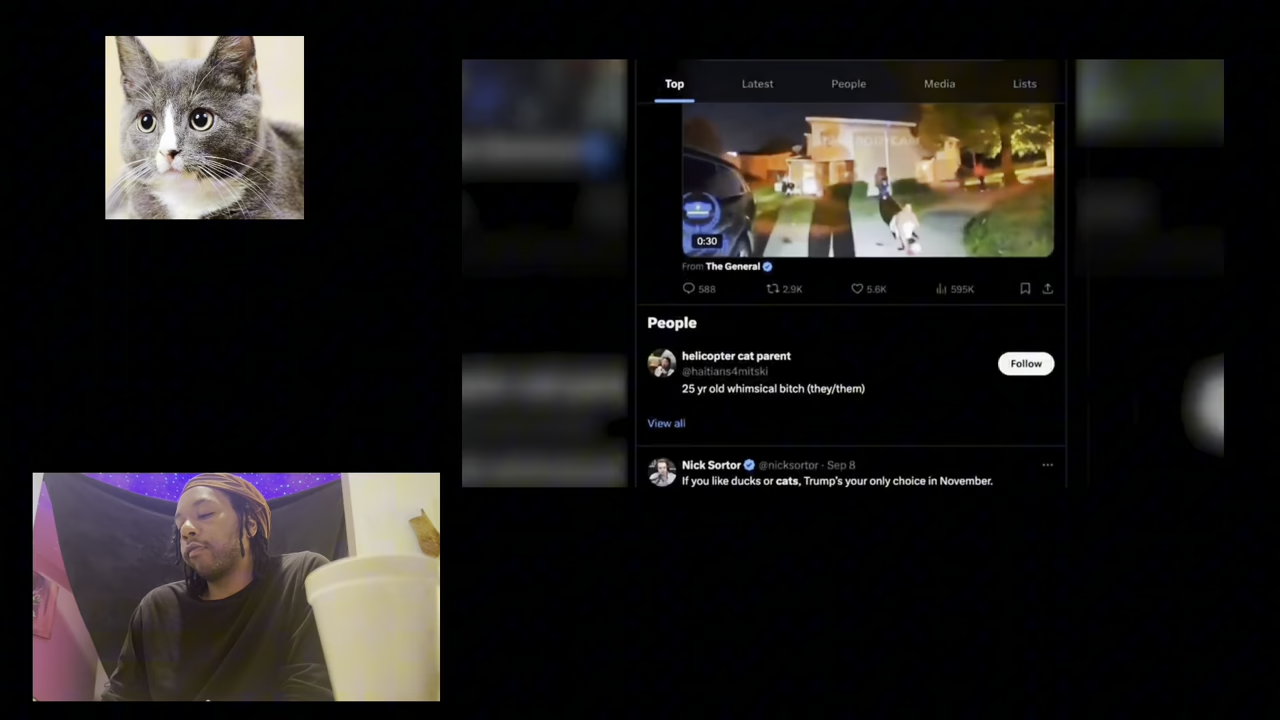 Top Latest People Media Lists
0:30
From The General
588 2.9K 5.6K 595K
People
helicopter cat parent
@haitians4mitski
Follow
25 yr old whimsical bitch (they/them)
View all
Nick Sortor @nicksortor · Sep 8
If you like ducks or cats, Trump's your only choice in November.